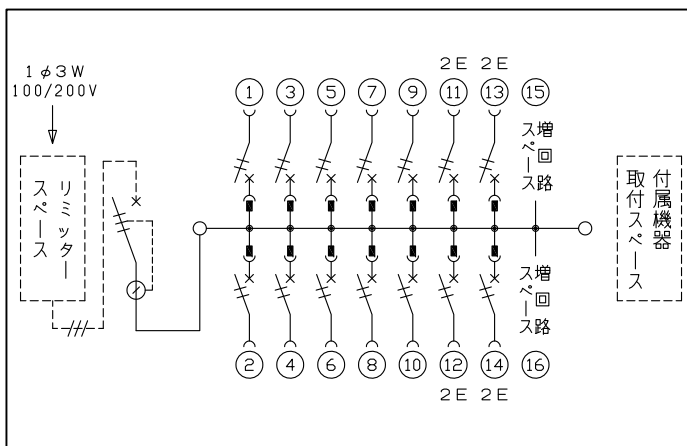 1φ3W
100/200V
リミッター
スペース
2E 2E
① ③ ⑤ ⑦ ⑨ ⑪ ⑬ ⑮
増回路
スペース
増回路
スペース
② ④ ⑥ ⑧ ⑩ ⑫ ⑭ ⑯
2E 2E
付属機器
取付スペース